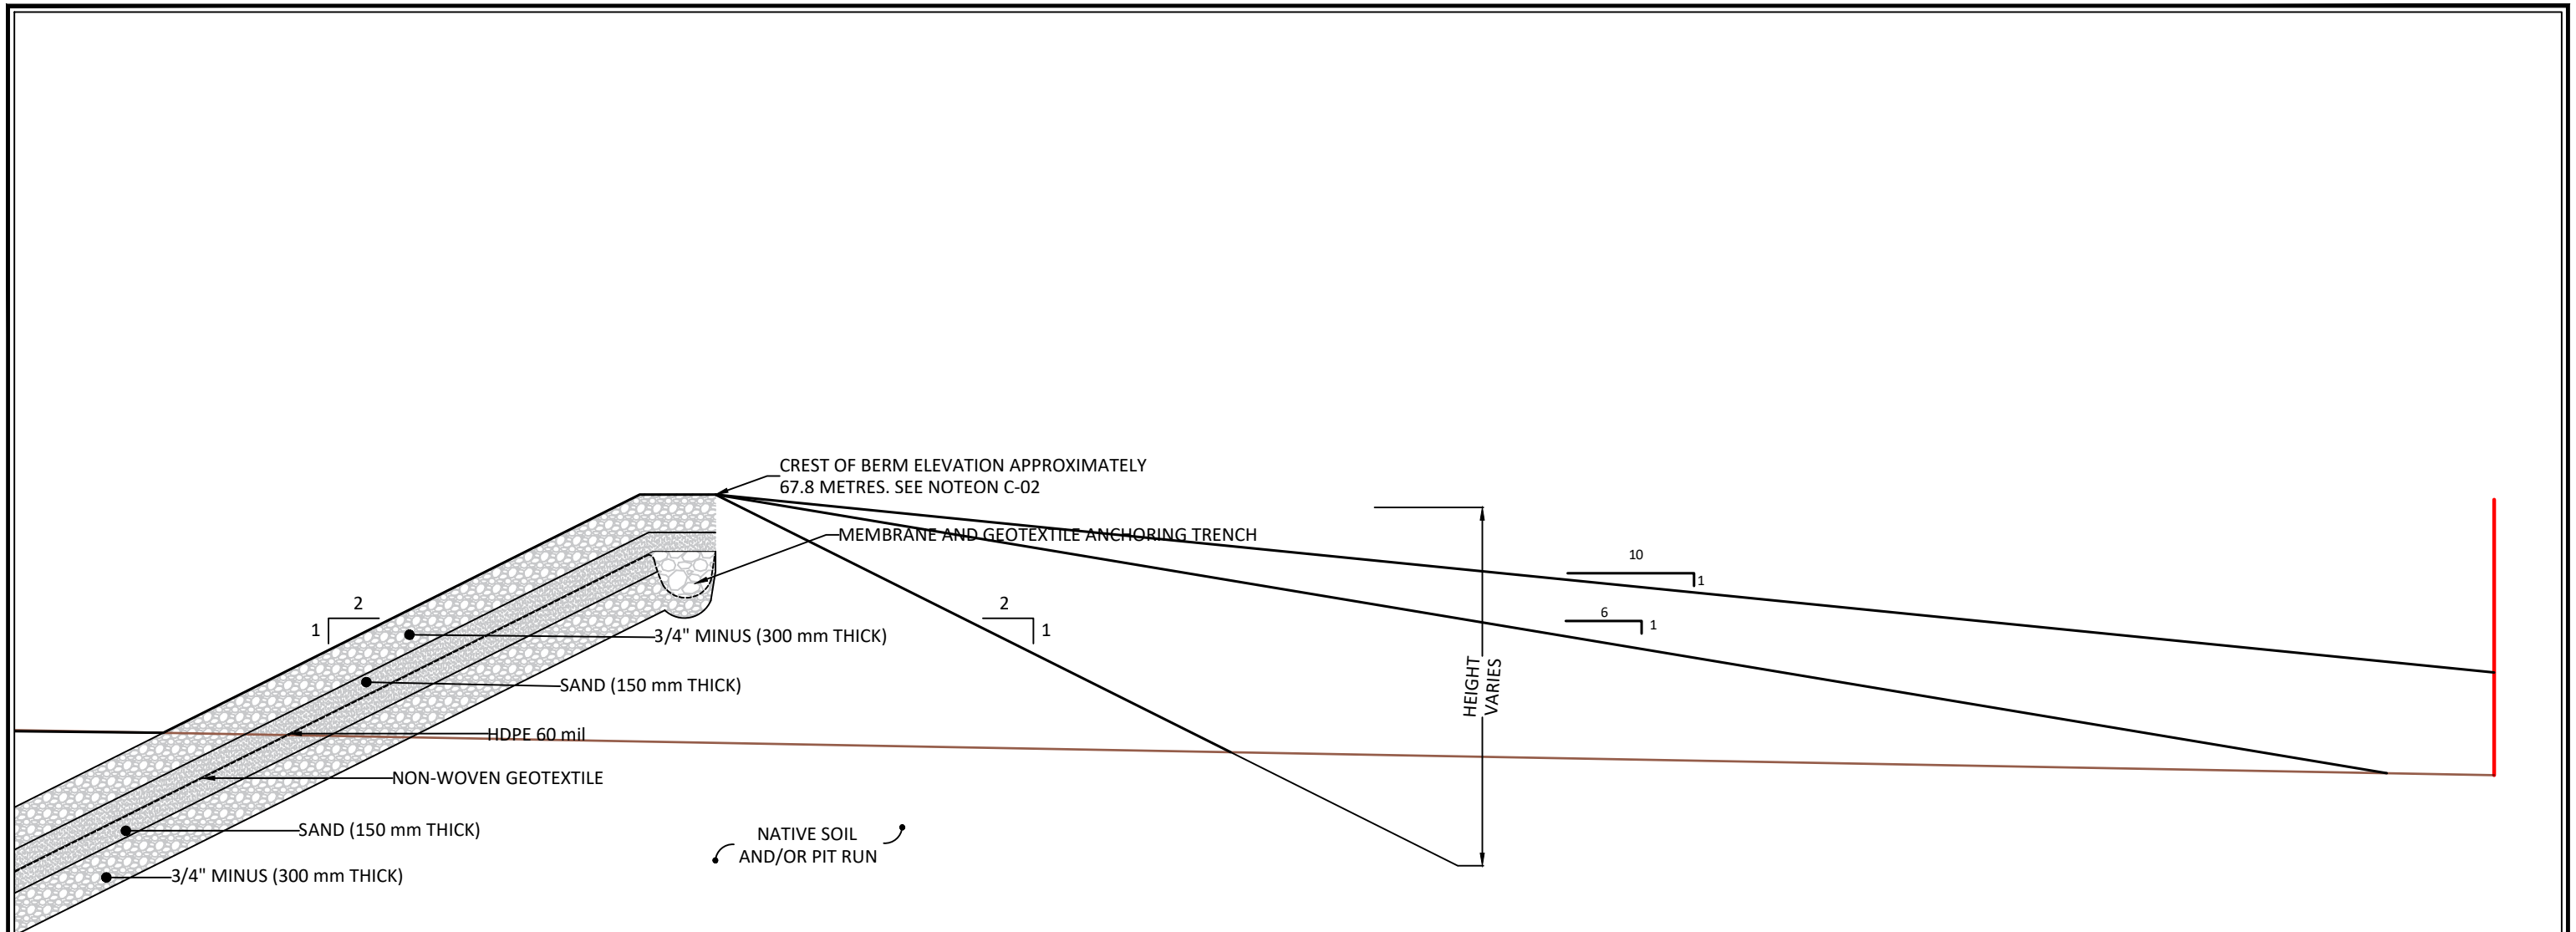 CREST OF BERM ELEVATION APPROXIMATELY
67.8 METRES. SEE NOTEON C-02
MEMBRANE AND GEOTEXTILE ANCHORING TRENCH
10
1
2
1
2
1
6
1
3/4" MINUS (300 mm THICK)
SAND (150 mm THICK)
HEIGHT
VARIES
HDPE 60 mil
NON-WOVEN GEOTEXTILE
SAND (150 mm THICK)
NATIVE SOIL
AND/OR PIT RUN
3/4" MINUS (300 mm THICK)